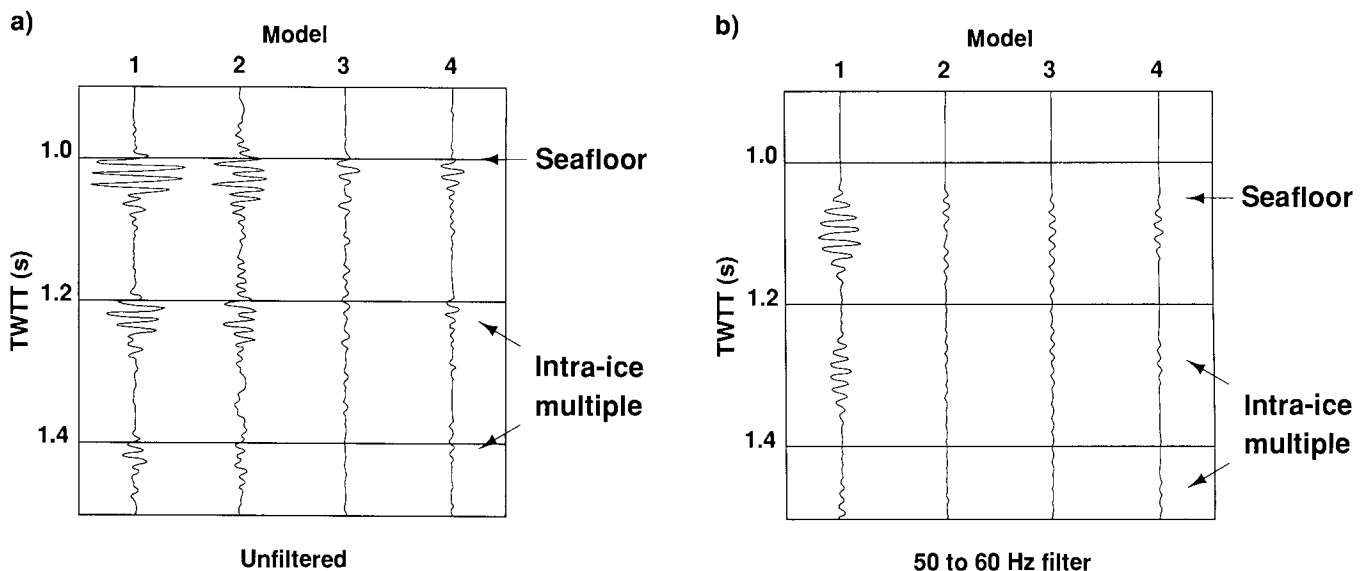 a)
Model
1 2 3 4
1.0
Seafloor
1.2
TWTT (s)
Intra-ice
multiple
1.4
Unfiltered
b)
Model
1 2 3 4
1.0
Seafloor
1.2
TWTT (s)
Intra-ice
multiple
1.4
50 to 60 Hz filter